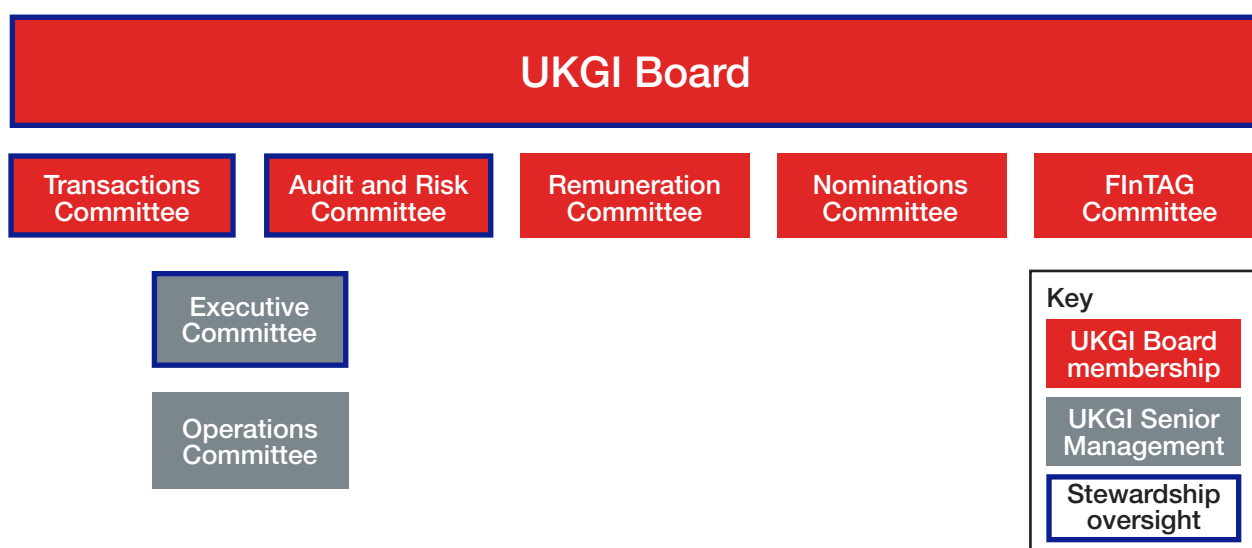 UKGI Board
Transactions
Committee
Audit and Risk
Committee
Remuneration
Committee
Nominations
Committee
FInTAG
Committee
Executive
Committee
Operations
Committee
Key
UKGI Board
membership
UKGI Senior
Management
Stewardship
oversight